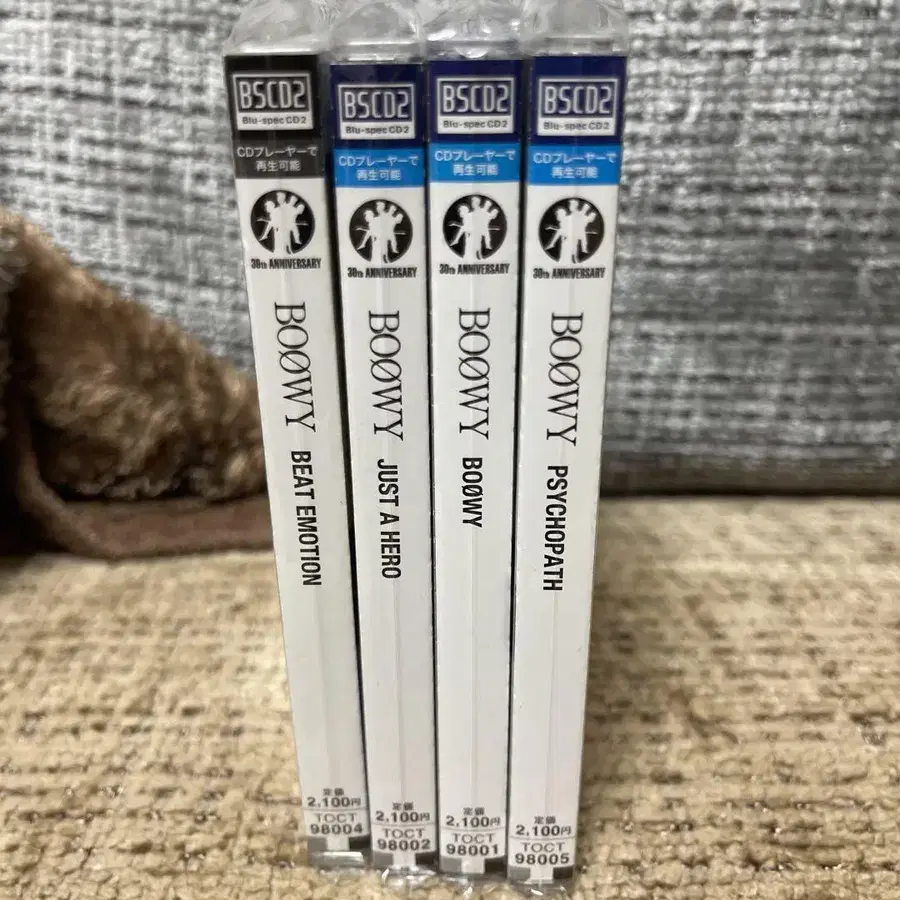 BSCD2
Blu-spec CD2
CDプレーヤーで
再生可能
30th ANNIVERSARY
BOØWY BEAT EMOTION
定価
2,100円
TOCT
98004
BSCD2
Blu-spec CD2
CDプレーヤーで
再生可能
30th ANNIVERSARY
BOØWY JUST A HERO
定価
2,100円
TOCT
98002
BSCD2
Blu-spec CD2
CDプレーヤーで
再生可能
30th ANNIVERSARY
BOØWY BOØWY
定価
2,100円
TOCT
98001
BSCD2
Blu-spec CD2
CDプレーヤーで
再生可能
30th ANNIVERSARY
BOØWY PSYCHOPATH
定価
2,100円
TOCT
98005